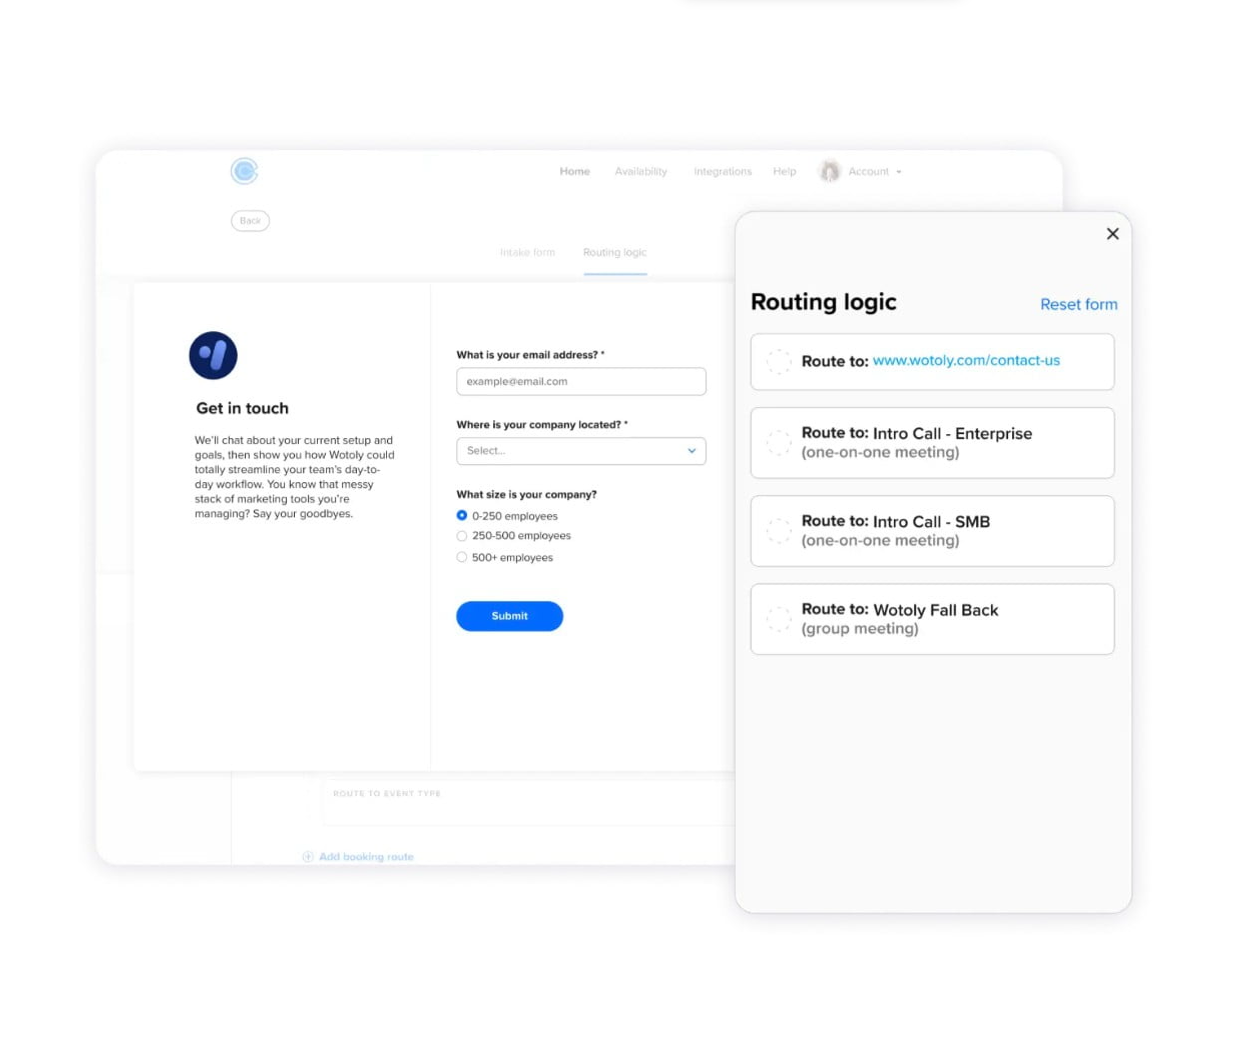 Home Availability Integrations Help Account
Back
Intake form Routing logic
Get in touch
We'll chat about your current setup and
goals, then show you how Wotoly could
totally streamline your team's day-to-
day workflow. You know that messy
stack of marketing tools you're
managing? Say your goodbyes.
What is your email address? *
example@email.com
Where is your company located? *
Select...
What size is your company?
0-250 employees
250-500 employees
500+ employees
Submit
ROUTE TO EVENT TYPE
Add booking route
Routing logic
Reset form
Route to: www.wotoly.com/contact-us
Route to: Intro Call - Enterprise
(one-on-one meeting)
Route to: Intro Call - SMB
(one-on-one meeting)
Route to: Wotoly Fall Back
(group meeting)